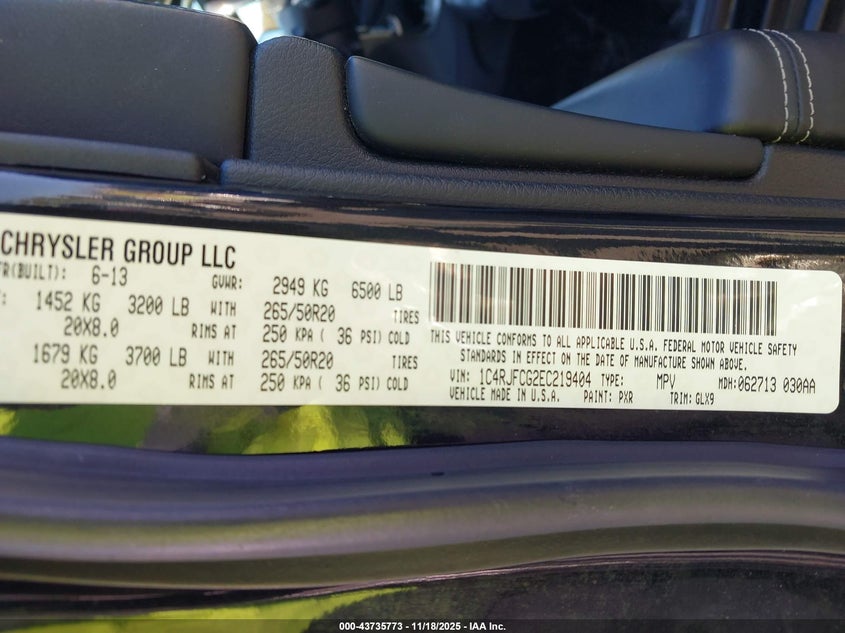 CHRYSLER GROUP LLC
FR(BUILT): 6-13 GVWR: 2949 KG 6500 LB
1452 KG 3200 LB WITH 265/50R20 TIRES
20X8.0 RIMS AT 250 KPA ( 36 PSI) COLD
1679 KG 3700 LB WITH 265/50R20 TIRES
20X8.0 RIMS AT 250 KPA ( 36 PSI) COLD
THIS VEHICLE CONFORMS TO ALL APPLICABLE U.S.A. FEDERAL MOTOR VEHICLE SAFETY
STANDARDS IN EFFECT ON THE DATE OF MANUFACTURE SHOWN ABOVE.
VIN: 1C4RJFCG2EC219404 TYPE: MPV MDH: 062713 030AA
VEHICLE MADE IN U.S.A. PAINT: PXR TRIM: GLX9
000-43735773 - 11/18/2025 - IAA Inc.